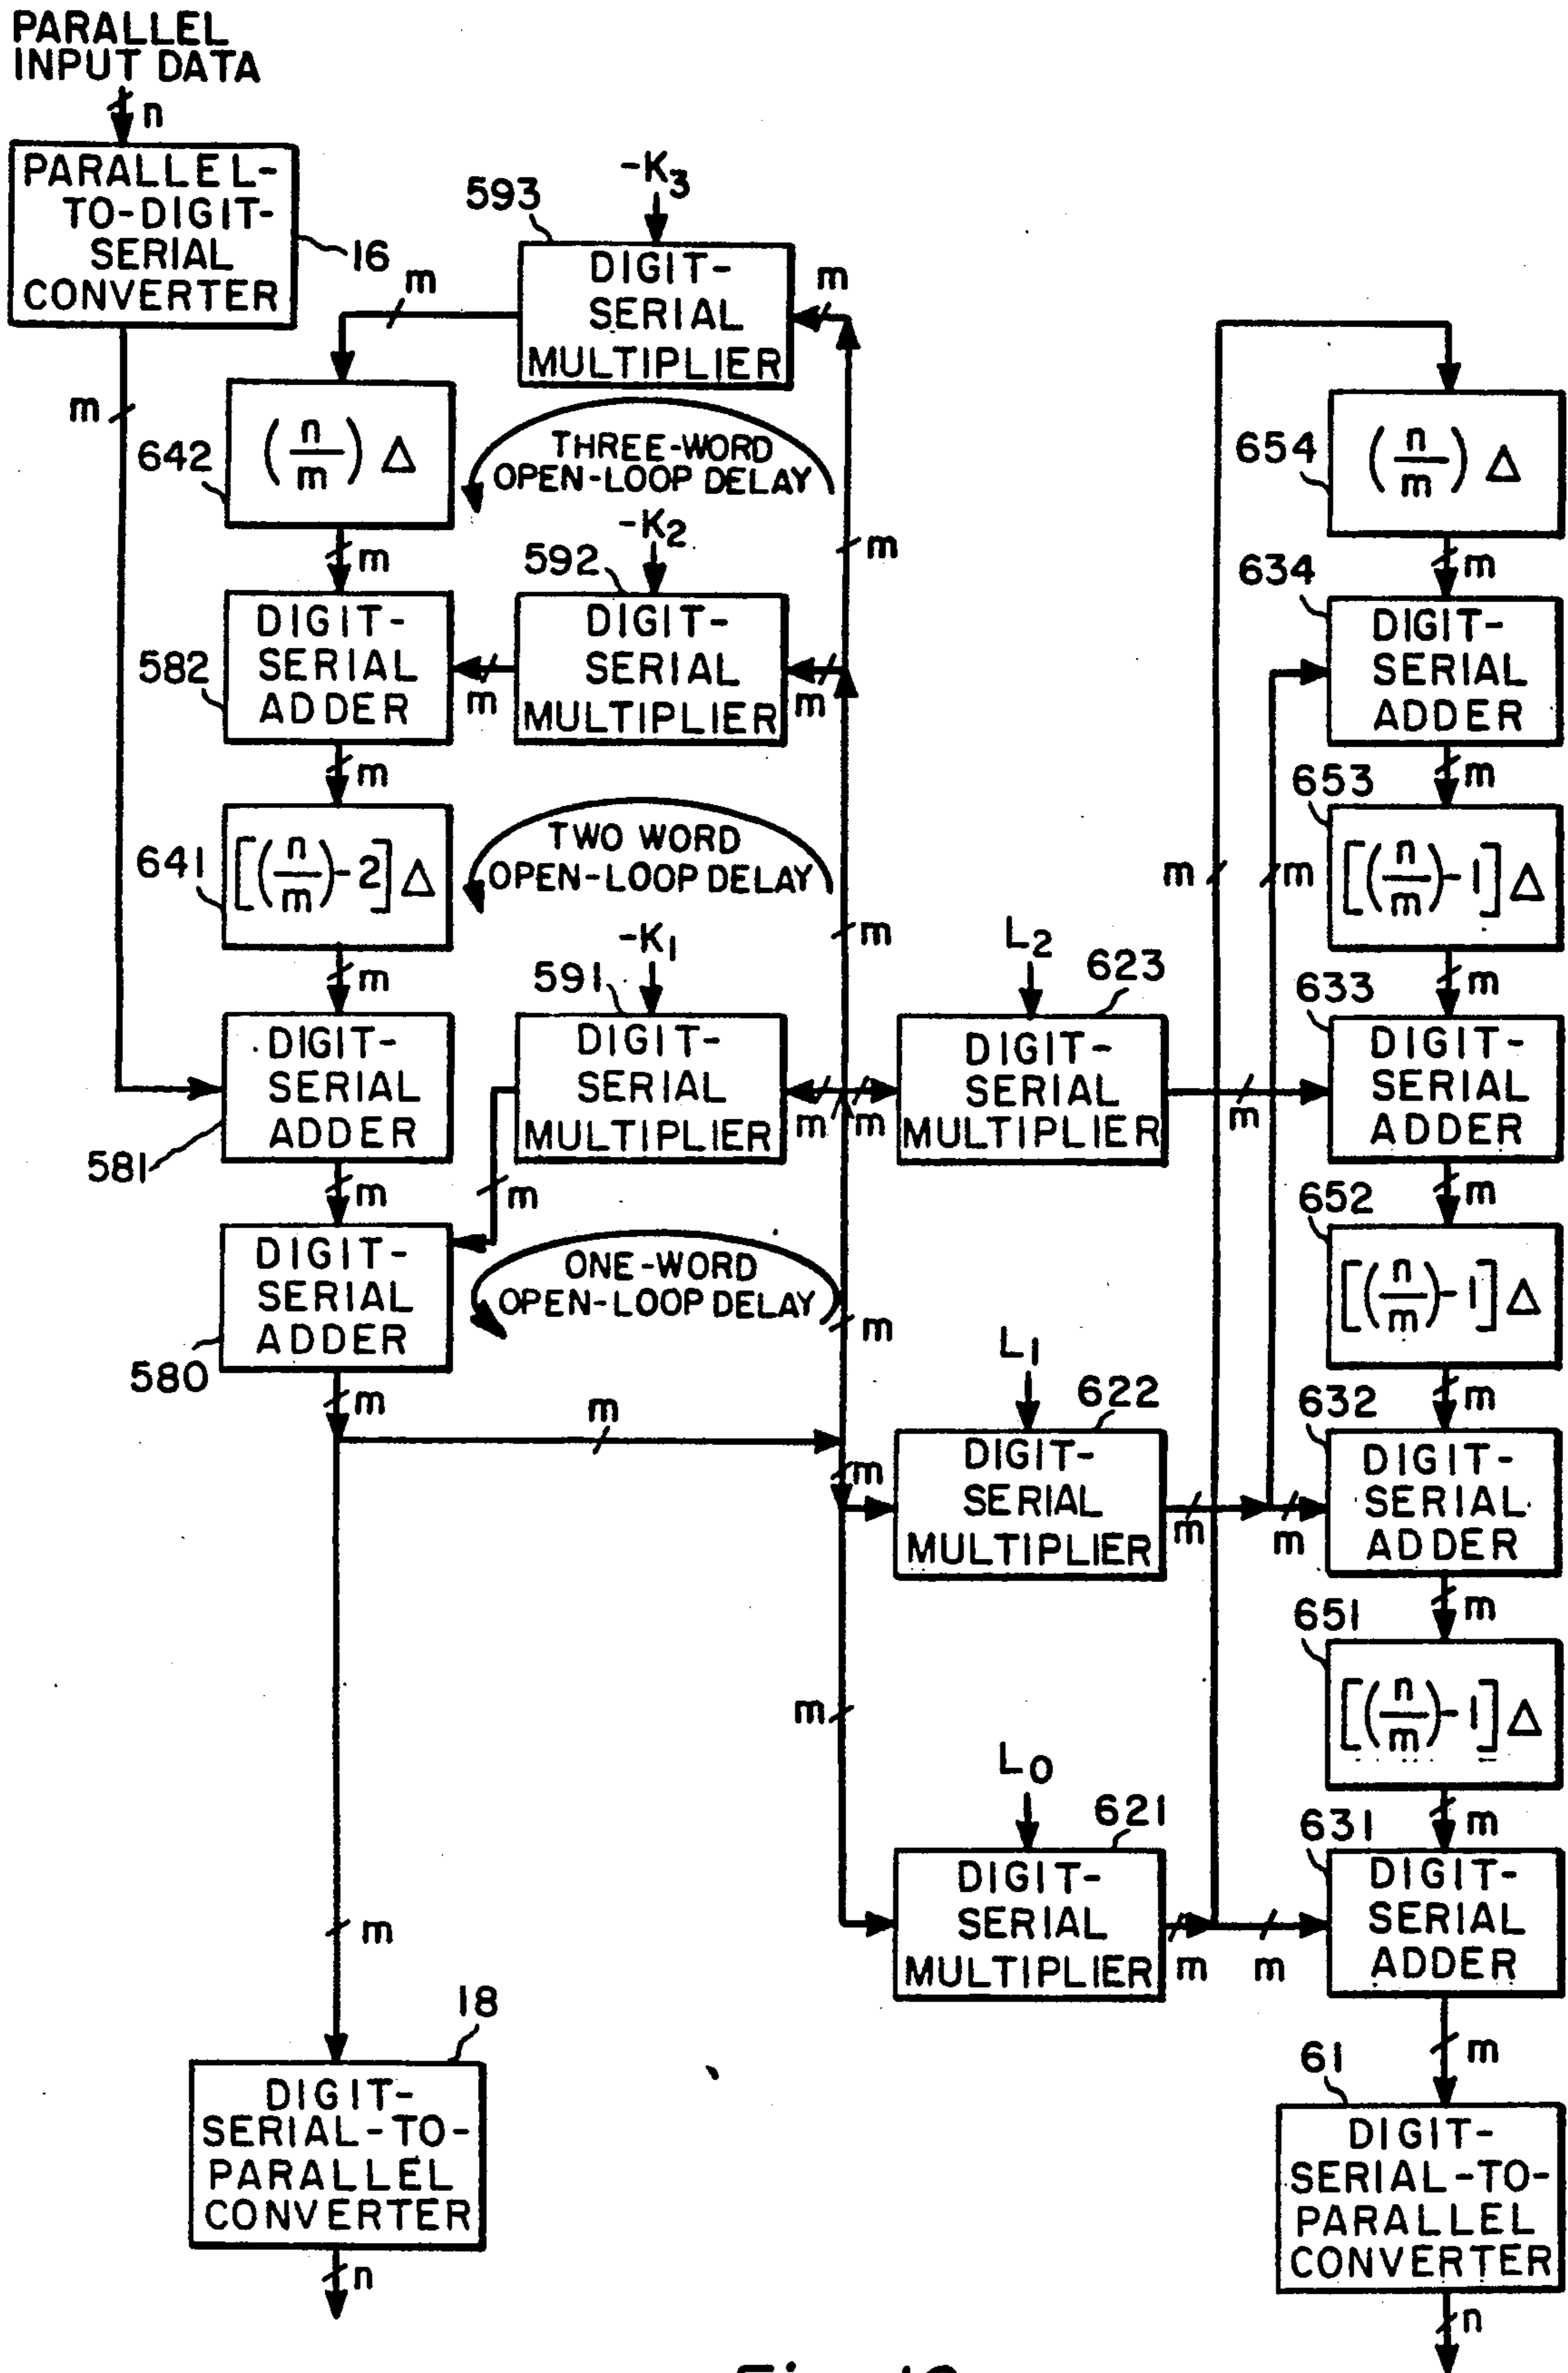 PARALLEL
INPUT DATA
n
PARALLEL-
TO-DIGIT-
SERIAL
CONVERTER
16
m
-K3
593
DIGIT-
SERIAL
MULTIPLIER
m
m
642
(n/m) Δ
THREE-WORD
OPEN-LOOP DELAY
m
m
-K2
592
DIGIT-
SERIAL
MULTIPLIER
m
m
582
DIGIT-
SERIAL
ADDER
m
641
[(n/m)-2] Δ
TWO WORD
OPEN-LOOP DELAY
m
m
-K1
591
DIGIT-
SERIAL
MULTIPLIER
m
m
m
581
DIGIT-
SERIAL
ADDER
m
580
DIGIT-
SERIAL
ADDER
ONE-WORD
OPEN-LOOP DELAY
m
m
m
m
m
18
DIGIT-
SERIAL-TO-
PARALLEL
CONVERTER
n
L2
623
DIGIT-
SERIAL
MULTIPLIER
m
L1
622
DIGIT-
SERIAL
MULTIPLIER
m
m
m
m
L0
621
DIGIT-
SERIAL
MULTIPLIER
m
m
m
m
654
(n/m) Δ
m
634
DIGIT-
SERIAL
ADDER
m
653
[(n/m)-1] Δ
m
633
DIGIT-
SERIAL
ADDER
m
652
[(n/m)-1] Δ
m
632
DIGIT-
SERIAL
ADDER
m
651
[(n/m)-1] Δ
m
631
DIGIT-
SERIAL
ADDER
m
61
DIGIT-
SERIAL-TO-
PARALLEL
CONVERTER
n